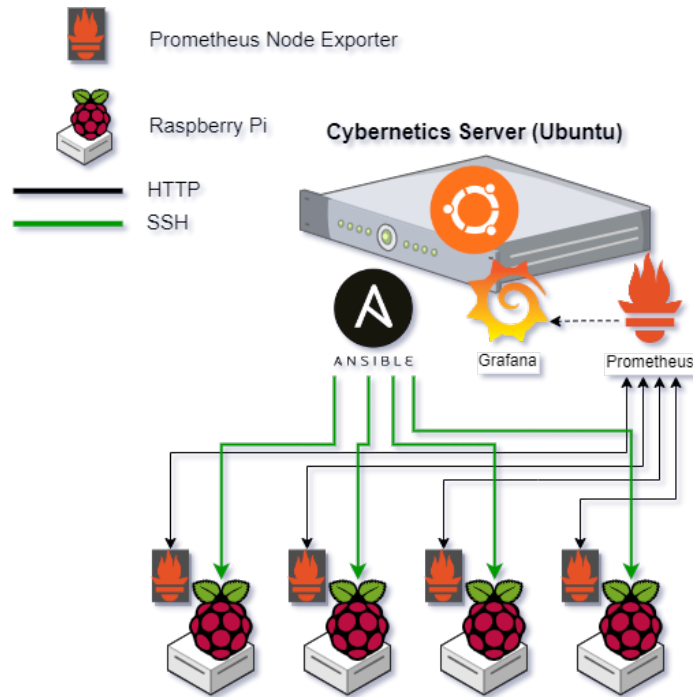 Prometheus Node Exporter
Raspberry Pi
Cybernetics Server (Ubuntu)
HTTP
SSH
ANSIBLE
Grafana
Prometheus